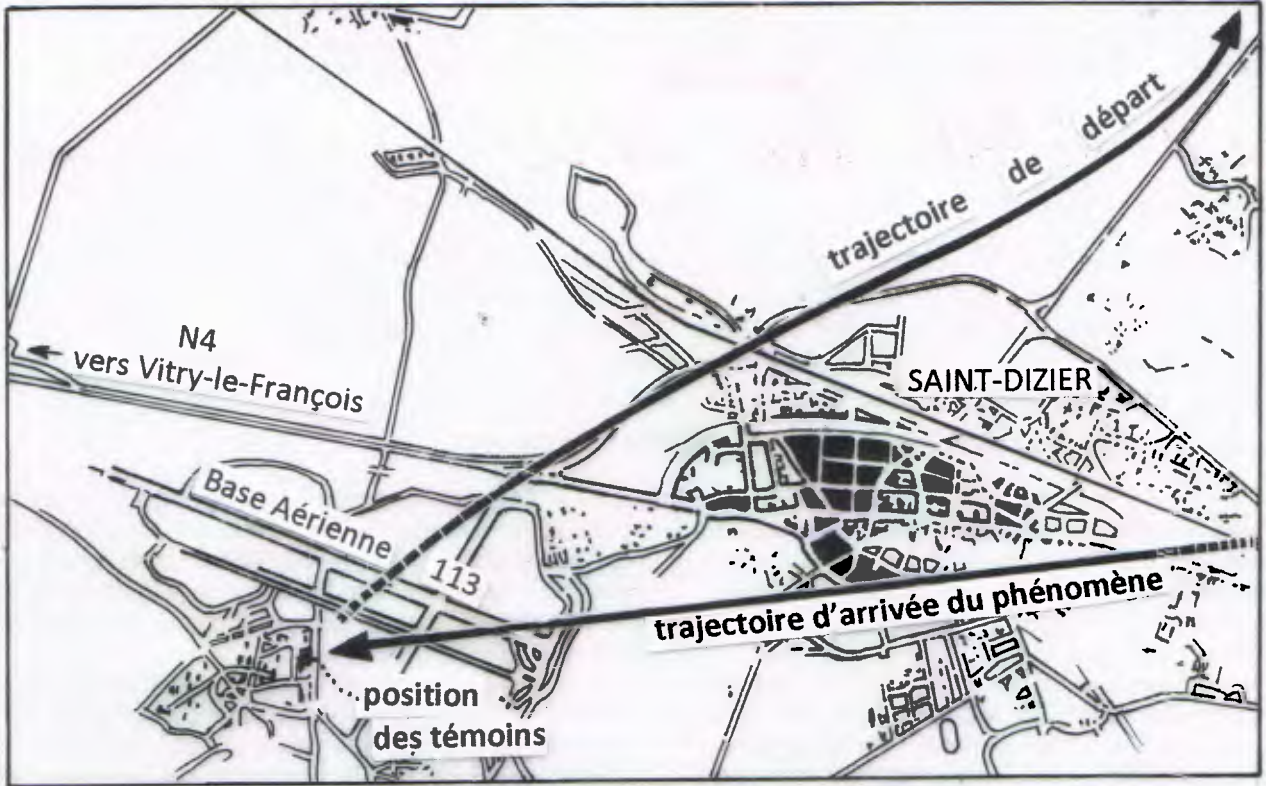 trajectoire de départ
N4
vers Vitry-le-François
SAINT-DIZIER
Base Aérienne
113
trajectoire d'arrivée du phénomène
position
des témoins